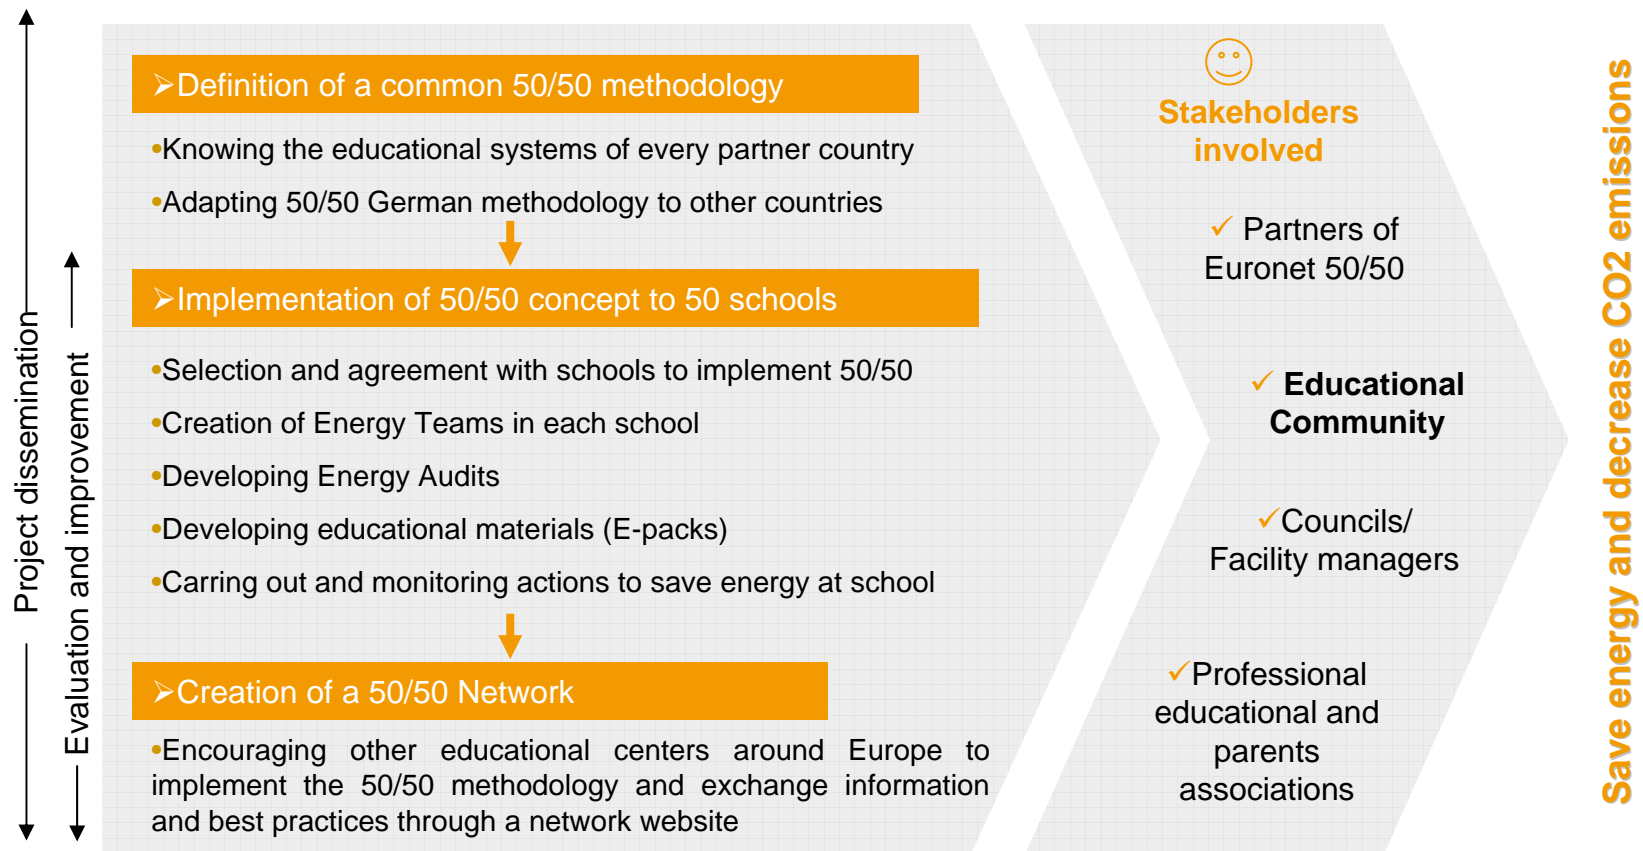 Project dissemination
Evaluation and improvement
➢Definition of a common 50/50 methodology
•Knowing the educational systems of every partner country
•Adapting 50/50 German methodology to other countries
➢Implementation of 50/50 concept to 50 schools
•Selection and agreement with schools to implement 50/50
•Creation of Energy Teams in each school
•Developing Energy Audits
•Developing educational materials (E-packs)
•Carring out and monitoring actions to save energy at school
➢Creation of a 50/50 Network
•Encouraging other educational centers around Europe to
implement the 50/50 methodology and exchange information
and best practices through a network website
Stakeholders
involved
✓ Partners of
Euronet 50/50
✓ Educational
Community
✓Councils/
Facility managers
✓Professional
educational and
parents
associations
Save energy and decrease CO2 emissions